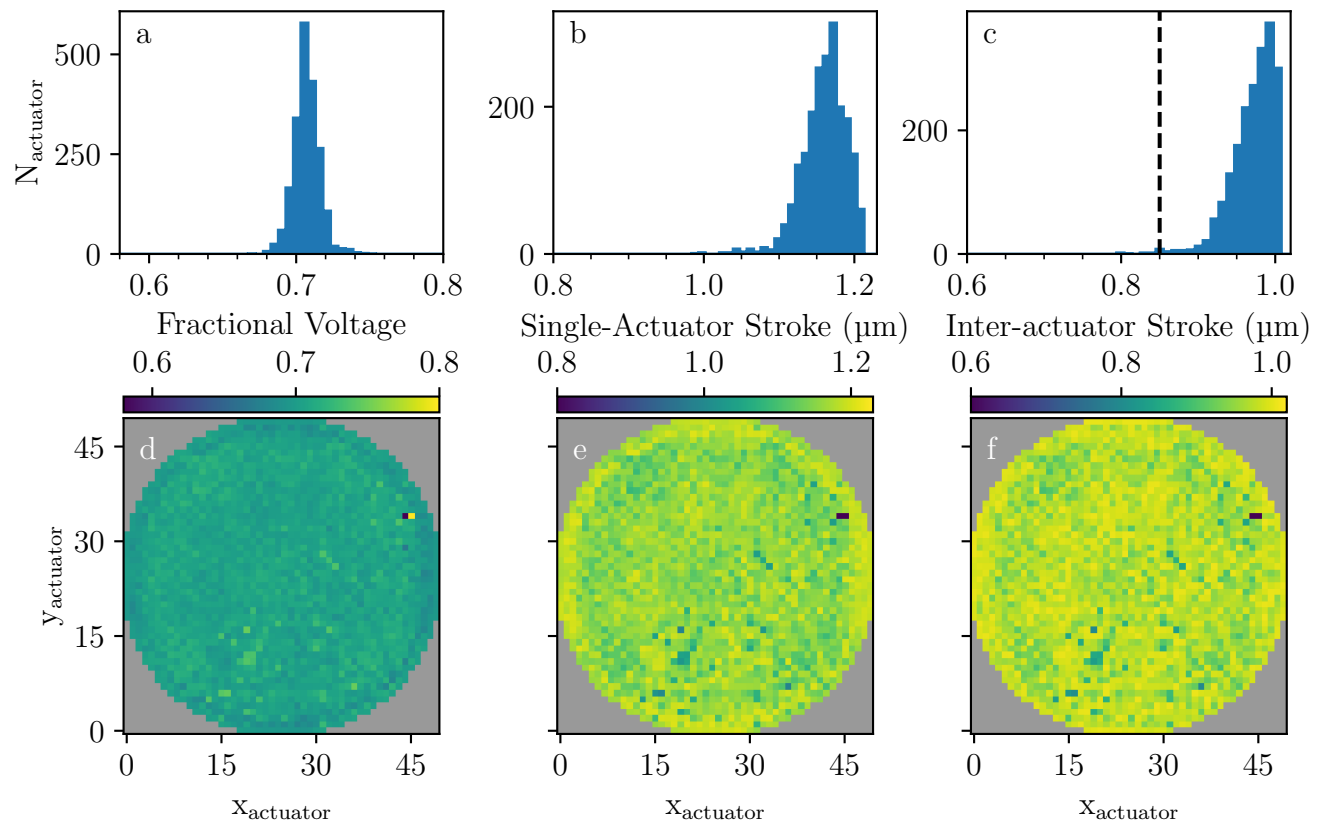 a
b
c
500
250
0
200
0
200
0
N_actuator
0.6
0.7
0.8
0.8
1.0
1.2
0.6
0.8
1.0
Fractional Voltage
Single-Actuator Stroke (µm)
Inter-actuator Stroke (µm)
0.6
0.7
0.8
0.8
1.0
1.2
0.6
0.8
1.0
d
e
f
45
30
15
0
y_actuator
0
15
30
45
0
15
30
45
0
15
30
45
x_actuator
x_actuator
x_actuator